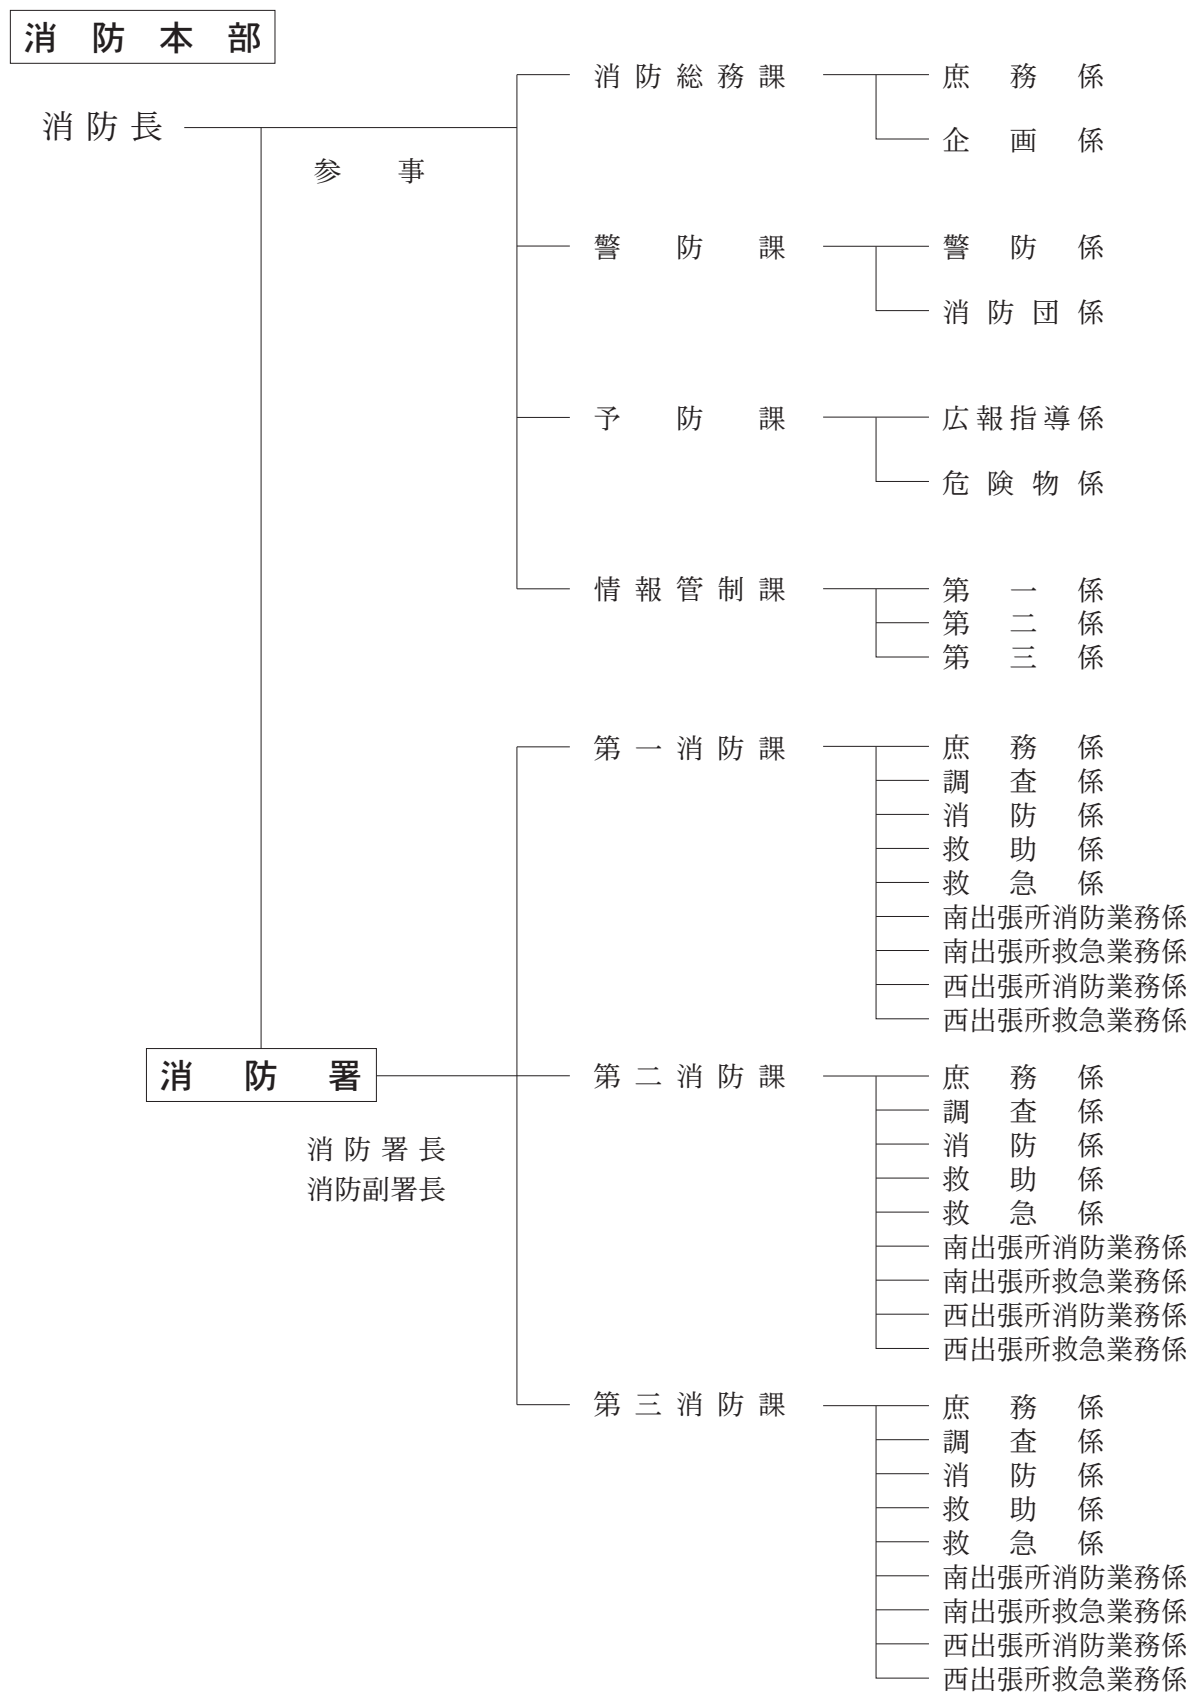 消防本部
消防長
参事
消防総務課
庶務係
企画係
警防課
警防係
消防団係
予防課
広報指導係
危険物係
情報管制課
第一係
第二係
第三係
消防署
消防署長
消防副署長
第一消防課
庶務係
調査係
消防係
救助係
救急係
南出張所消防業務係
南出張所救急業務係
西出張所消防業務係
西出張所救急業務係
第二消防課
庶務係
調査係
消防係
救助係
救急係
南出張所消防業務係
南出張所救急業務係
西出張所消防業務係
西出張所救急業務係
第三消防課
庶務係
調査係
消防係
救助係
救急係
南出張所消防業務係
南出張所救急業務係
西出張所消防業務係
西出張所救急業務係